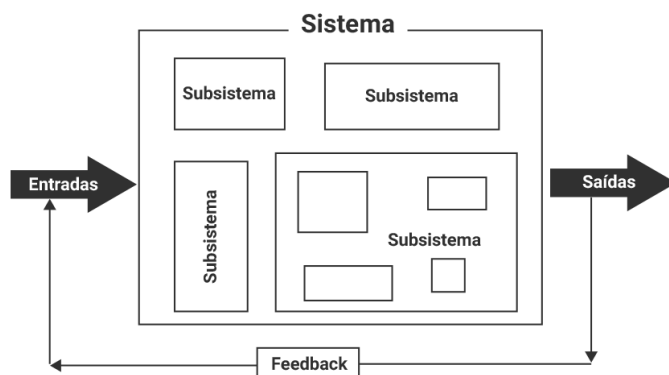 Sistema
Subsistema
Subsistema
Entradas
Subsistema
Subsistema
Saídas
Feedback